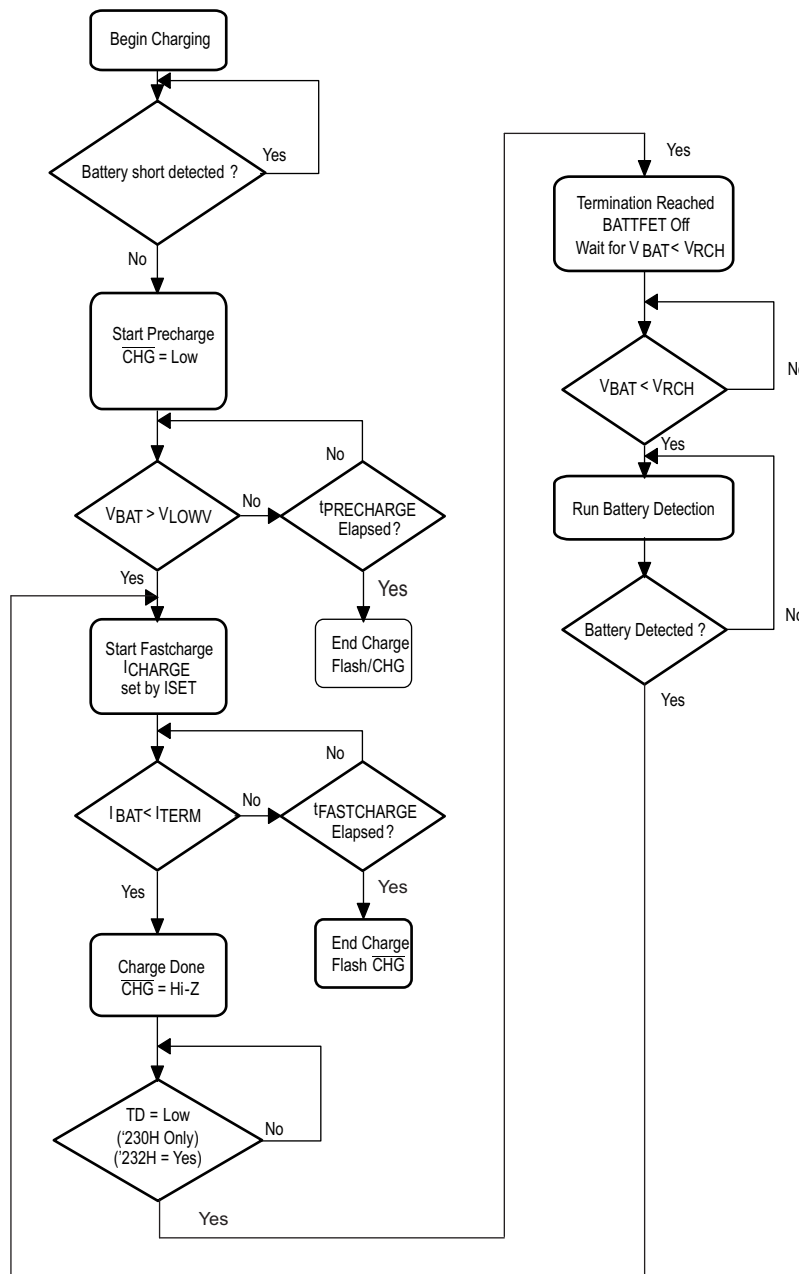 Begin Charging
Battery short detected ?
Yes
No
Start Precharge
CHG = Low
VBAT > VLOWV
No
No
tPRECHARGE
Elapsed?
Yes
Yes
End Charge
Flash/CHG
Start Fastcharge
ICHARGE
set by ISET
IBAT< ITERM
No
No
tFASTCHARGE
Elapsed?
Yes
Yes
End Charge
Flash CHG
Charge Done
CHG = Hi-Z
TD = Low
('230H Only)
('232H = Yes)
No
Yes
Yes
Termination Reached
BATTFET Off
Wait for VBAT< VRCH
VBAT < VRCH
No
Yes
Run Battery Detection
Battery Detected ?
No
Yes